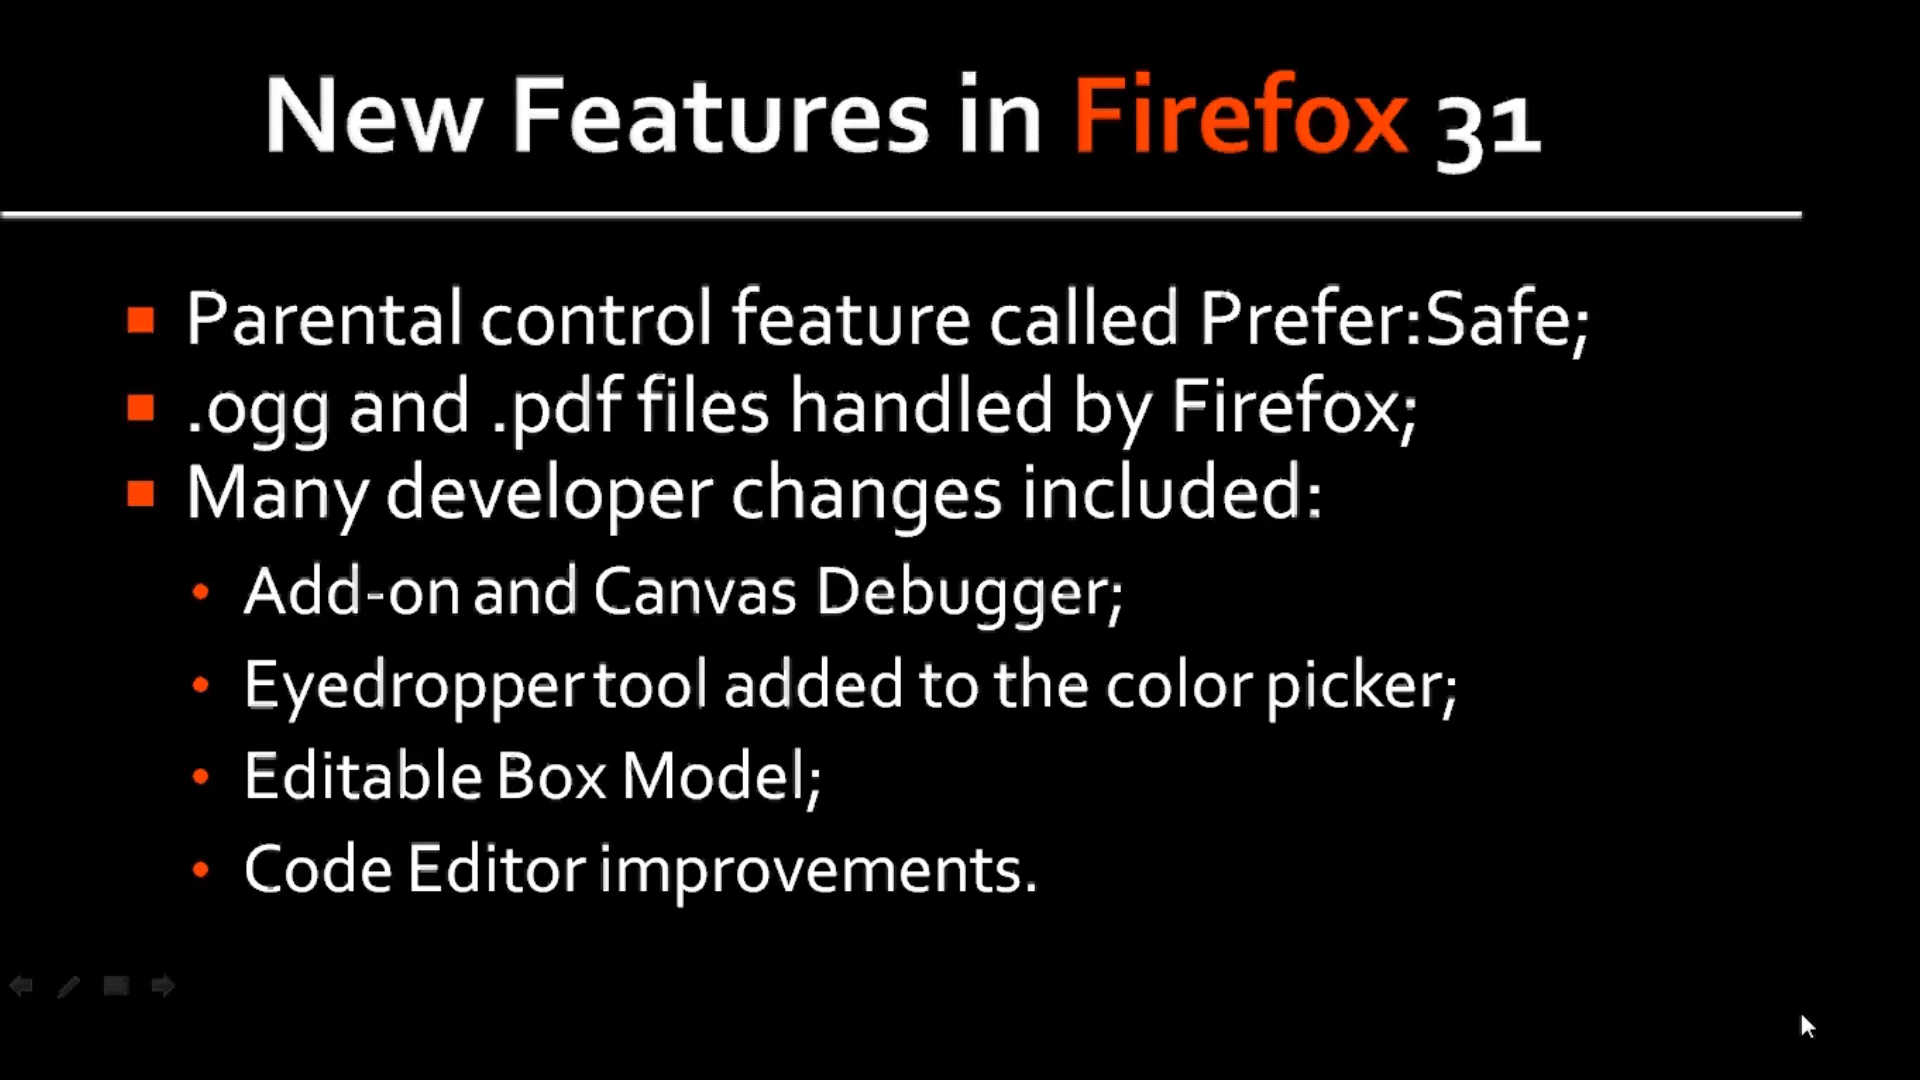 New Features in Firefox 31
Parental control feature called Prefer:Safe;
.ogg and .pdf files handled by Firefox;
Many developer changes included:
Add-on and Canvas Debugger;
Eyedropper tool added to the color picker;
Editable Box Model;
Code Editor improvements.